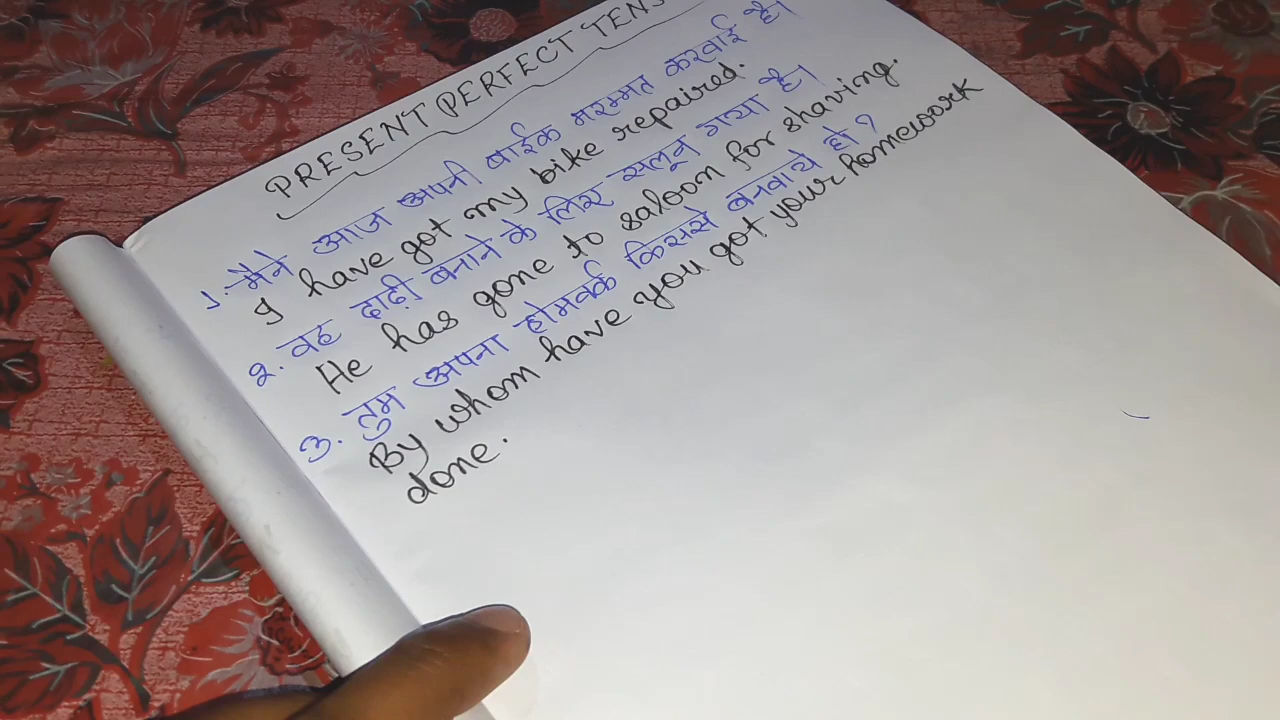 PRESENT PERFECT TENS
1. मैंने आज अपनी बाईक मरम्मत करवाई है।
I have got my bike repaired.
2. वह दाढ़ी बनाने के लिए सलून गया है।
He has gone to saloon for shaving.
3. तुम अपना होमवर्क किससे बनवाये हो?
By whom have you got your homework
done.